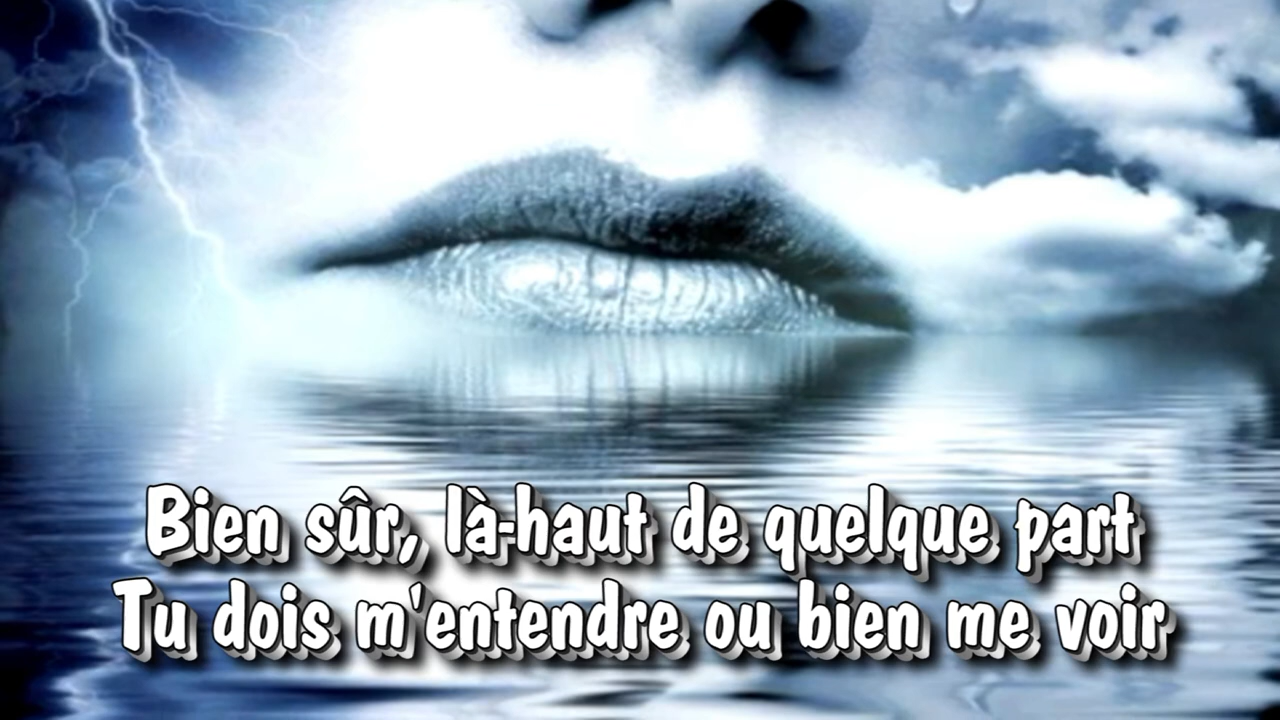 Bien sûr, là-haut de quelque part
Tu dois m'entendre ou bien me voir